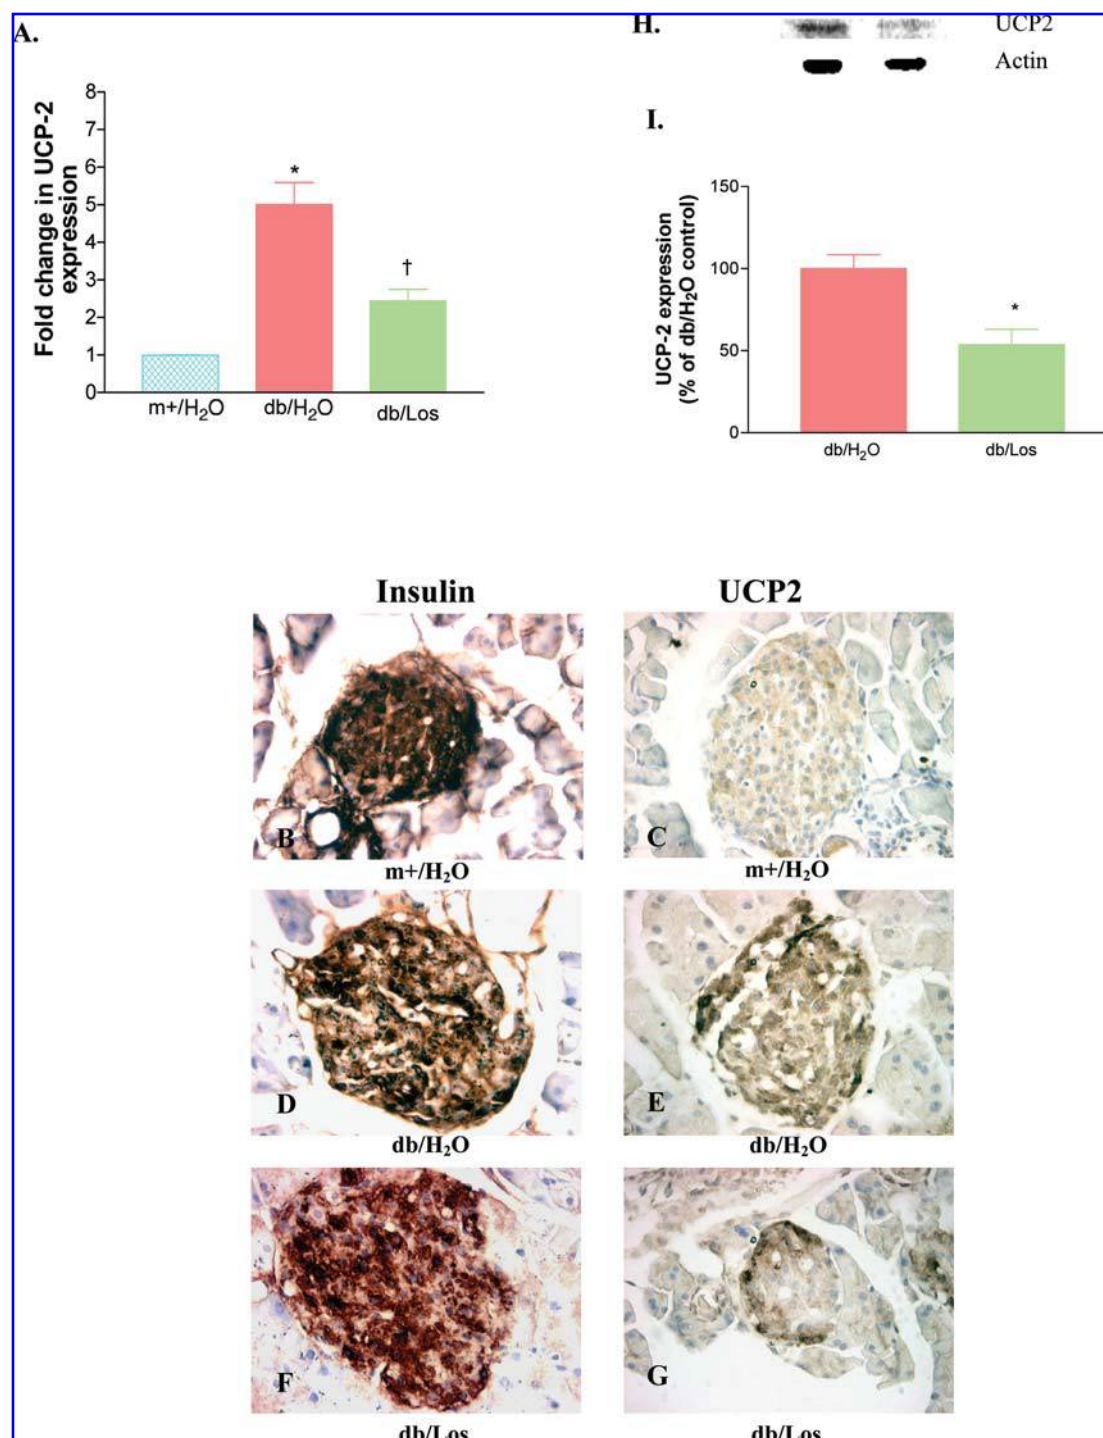 A.
Fold change in UCP-2
expression
8
7
6
5
4
3
2
1
0
*
†
m+/H₂O
db/H₂O
db/Los
H.
UCP2
Actin
I.
UCP-2 expression
(% of db/H₂O control)
150
100
50
0
*
db/H₂O
db/Los
Insulin
UCP2
B
C
m+/H₂O
m+/H₂O
D
E
db/H₂O
db/H₂O
F
G
db/Los
db/Los